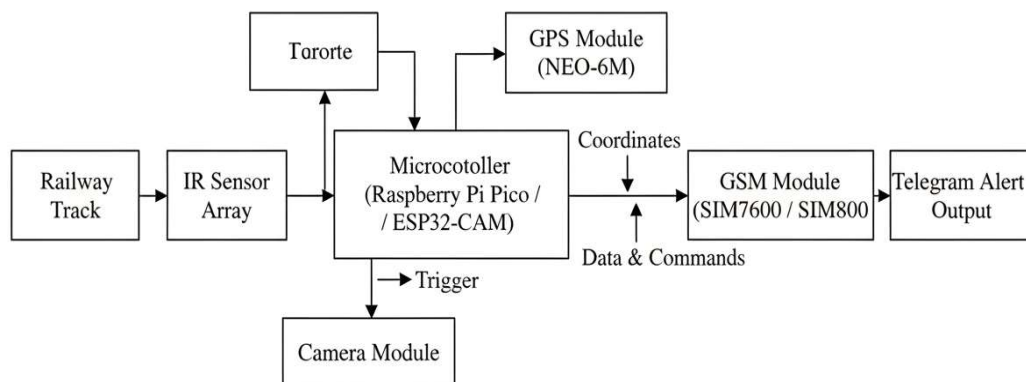 Tɑrorte
GPS Module
(NEO-6M)
Railway
Track
IR Sensor
Array
Microcotoller
(Raspberry Pi Pico /
/ ESP32-CAM)
Coordinates
Data & Commands
GSM Module
(SIM7600 / SIM800
Telegram Alert
Output
Trigger
Camera Module